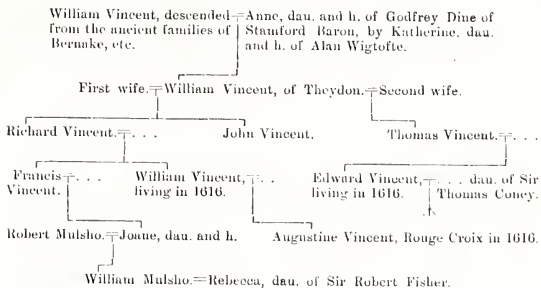 William Vincent, descended=Anne, dau. and h. of Godfrey Dine of
from the ancient families of Stamford Baron, by Katherine, dau.
Bernake, etc. and h. of Alan Wigtofte.
First wife.=William Vincent, of Theydon.=Second wife.
Richard Vincent.=. . . John Vincent. Thomas Vincent.=. . .
Francis=. . . William Vincent,=. . Edward Vincent,=. . . dau. of Sir
Vincent. living in 1616. living in 1616. Thomas Coney.
Robert Mulsho.=Joane, dau. and h. Augustine Vincent, Rouge Croix in 1616.
William Mulsho.=Rebecca, dau. of Sir Robert Fisher.